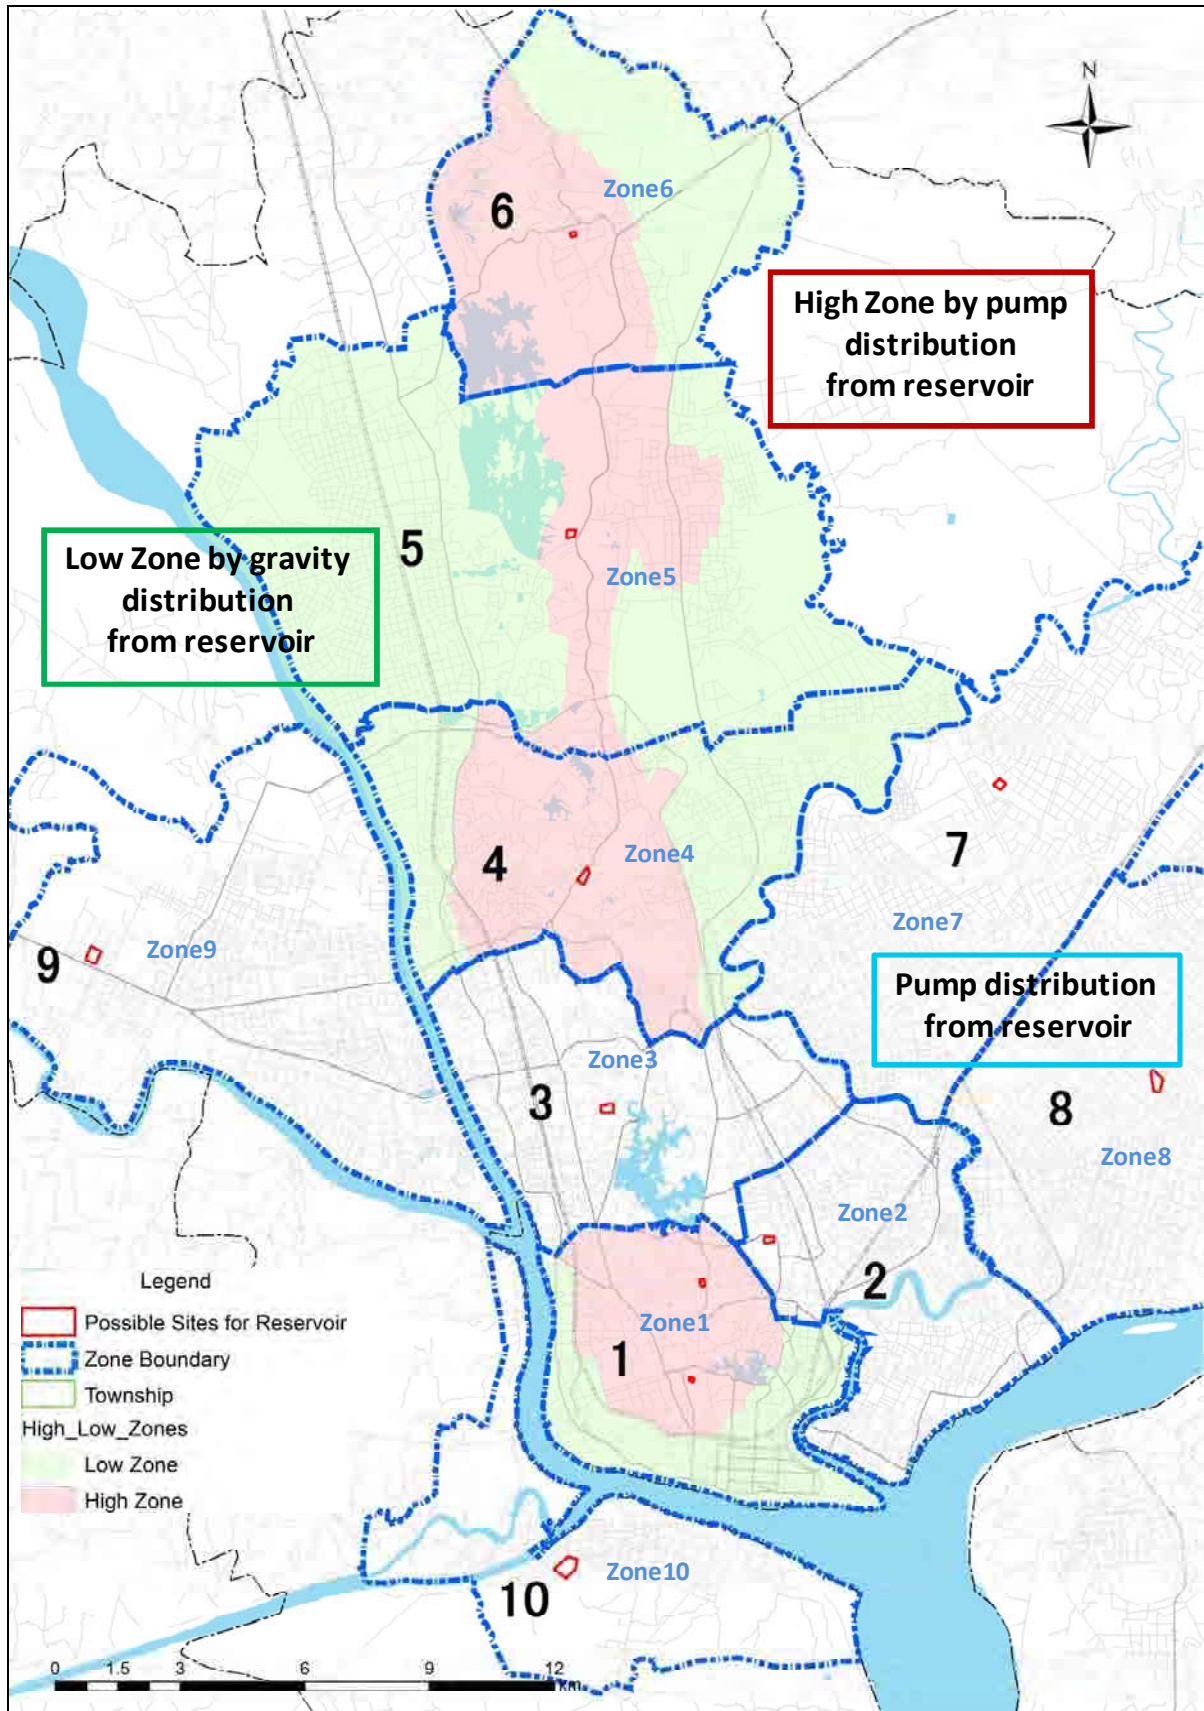 N
Zone6
6
High Zone by pump
distribution
from reservoir
5
Low Zone by gravity
distribution
from reservoir
Zone5
4
Zone4
7
Zone7
9
Zone9
Pump distribution
from reservoir
Zone3
3
8
Zone8
Zone2
2
Legend
Possible Sites for Reservoir
Zone Boundary
Township
High_Low_Zones
Low Zone
High Zone
Zone1
1
Zone10
10
0 1.5 3 6 9 12
km